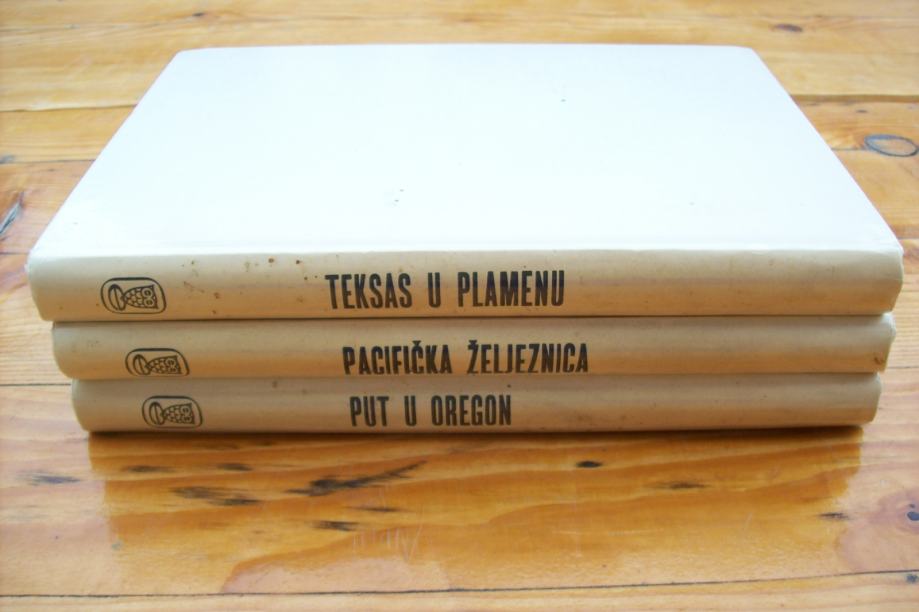 TEKSAS U PLAMENU
PACIFIČKA ŽELJEZNICA
PUT U OREGON